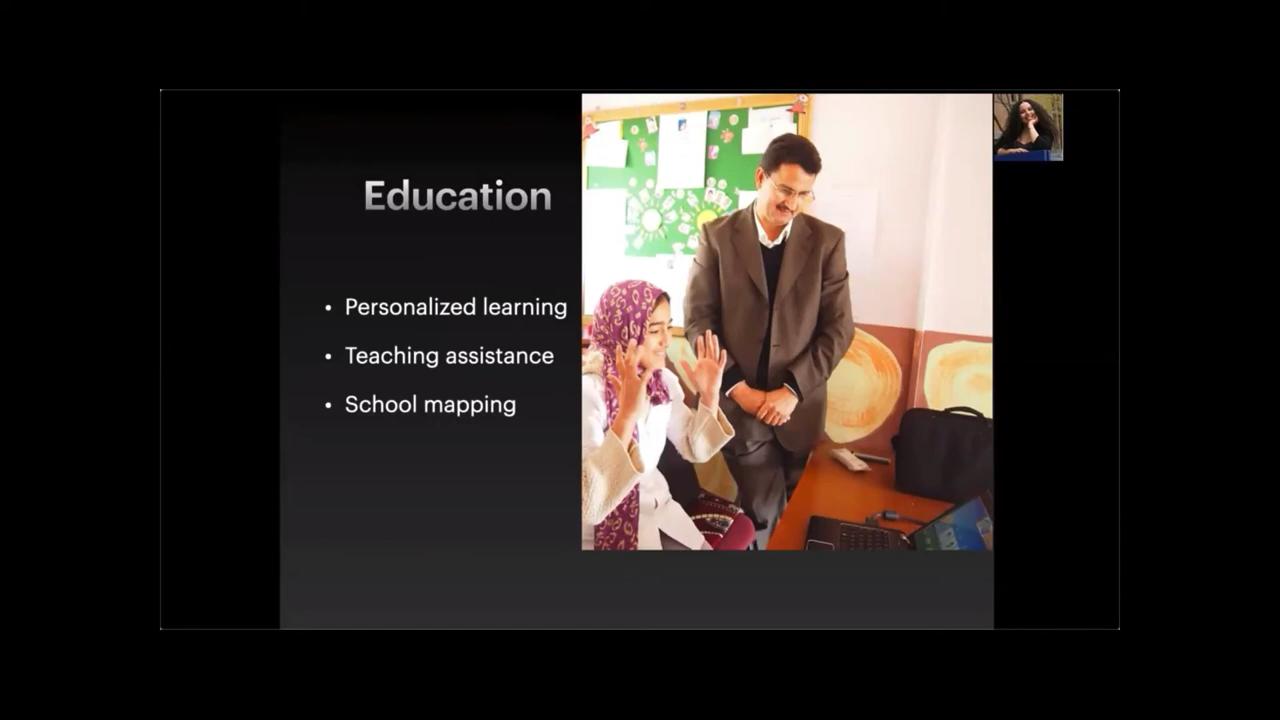 Education
• Personalized learning
• Teaching assistance
• School mapping